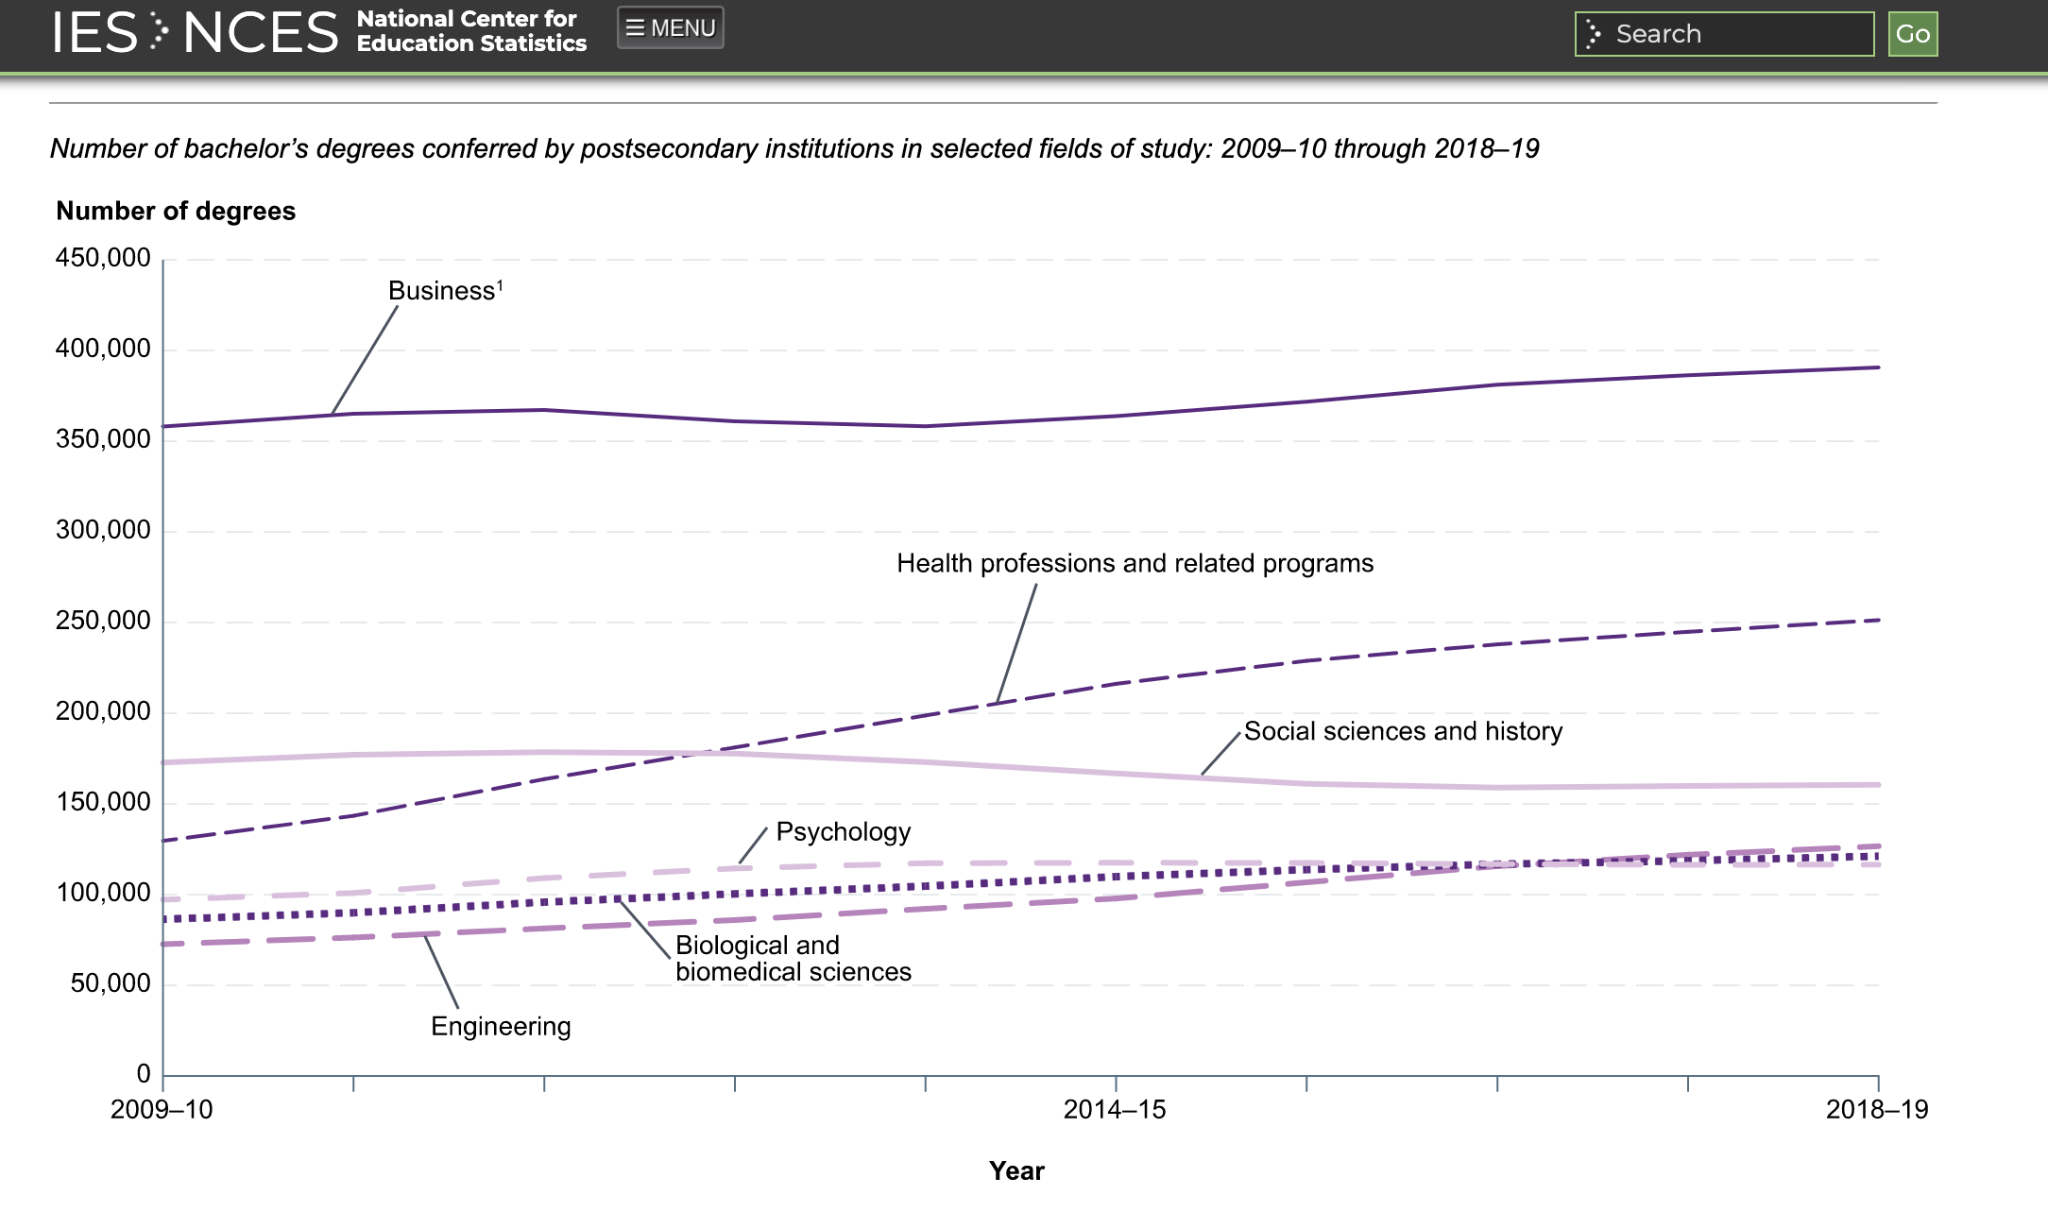 IES NCES National Center for
Education Statistics
☰ MENU
Search
Go
Number of bachelor’s degrees conferred by postsecondary institutions in selected fields of study: 2009–10 through 2018–19
Number of degrees
450,000
Business¹
400,000
350,000
300,000
Health professions and related programs
250,000
200,000
Social sciences and history
150,000
Psychology
100,000
Biological and
biomedical sciences
50,000
Engineering
0
2009–10 2014–15 2018–19
Year